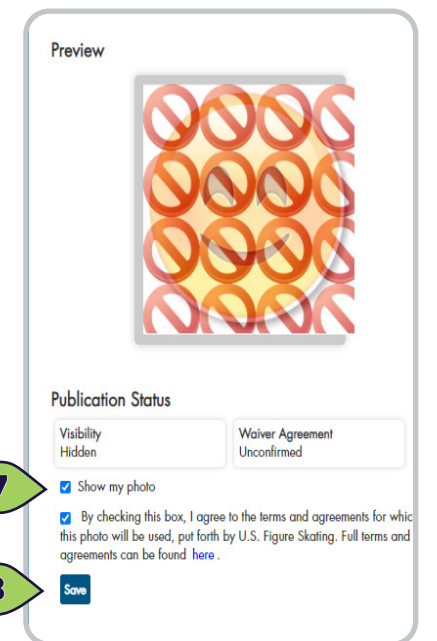 Preview
Publication Status
Visibility
Hidden
Waiver Agreement
Unconfirmed
7
Show my photo
By checking this box, I agree to the terms and agreements for
this photo will be used, put forth by U.S. Figure Skating. Full terms and
agreements can be found here .
Save